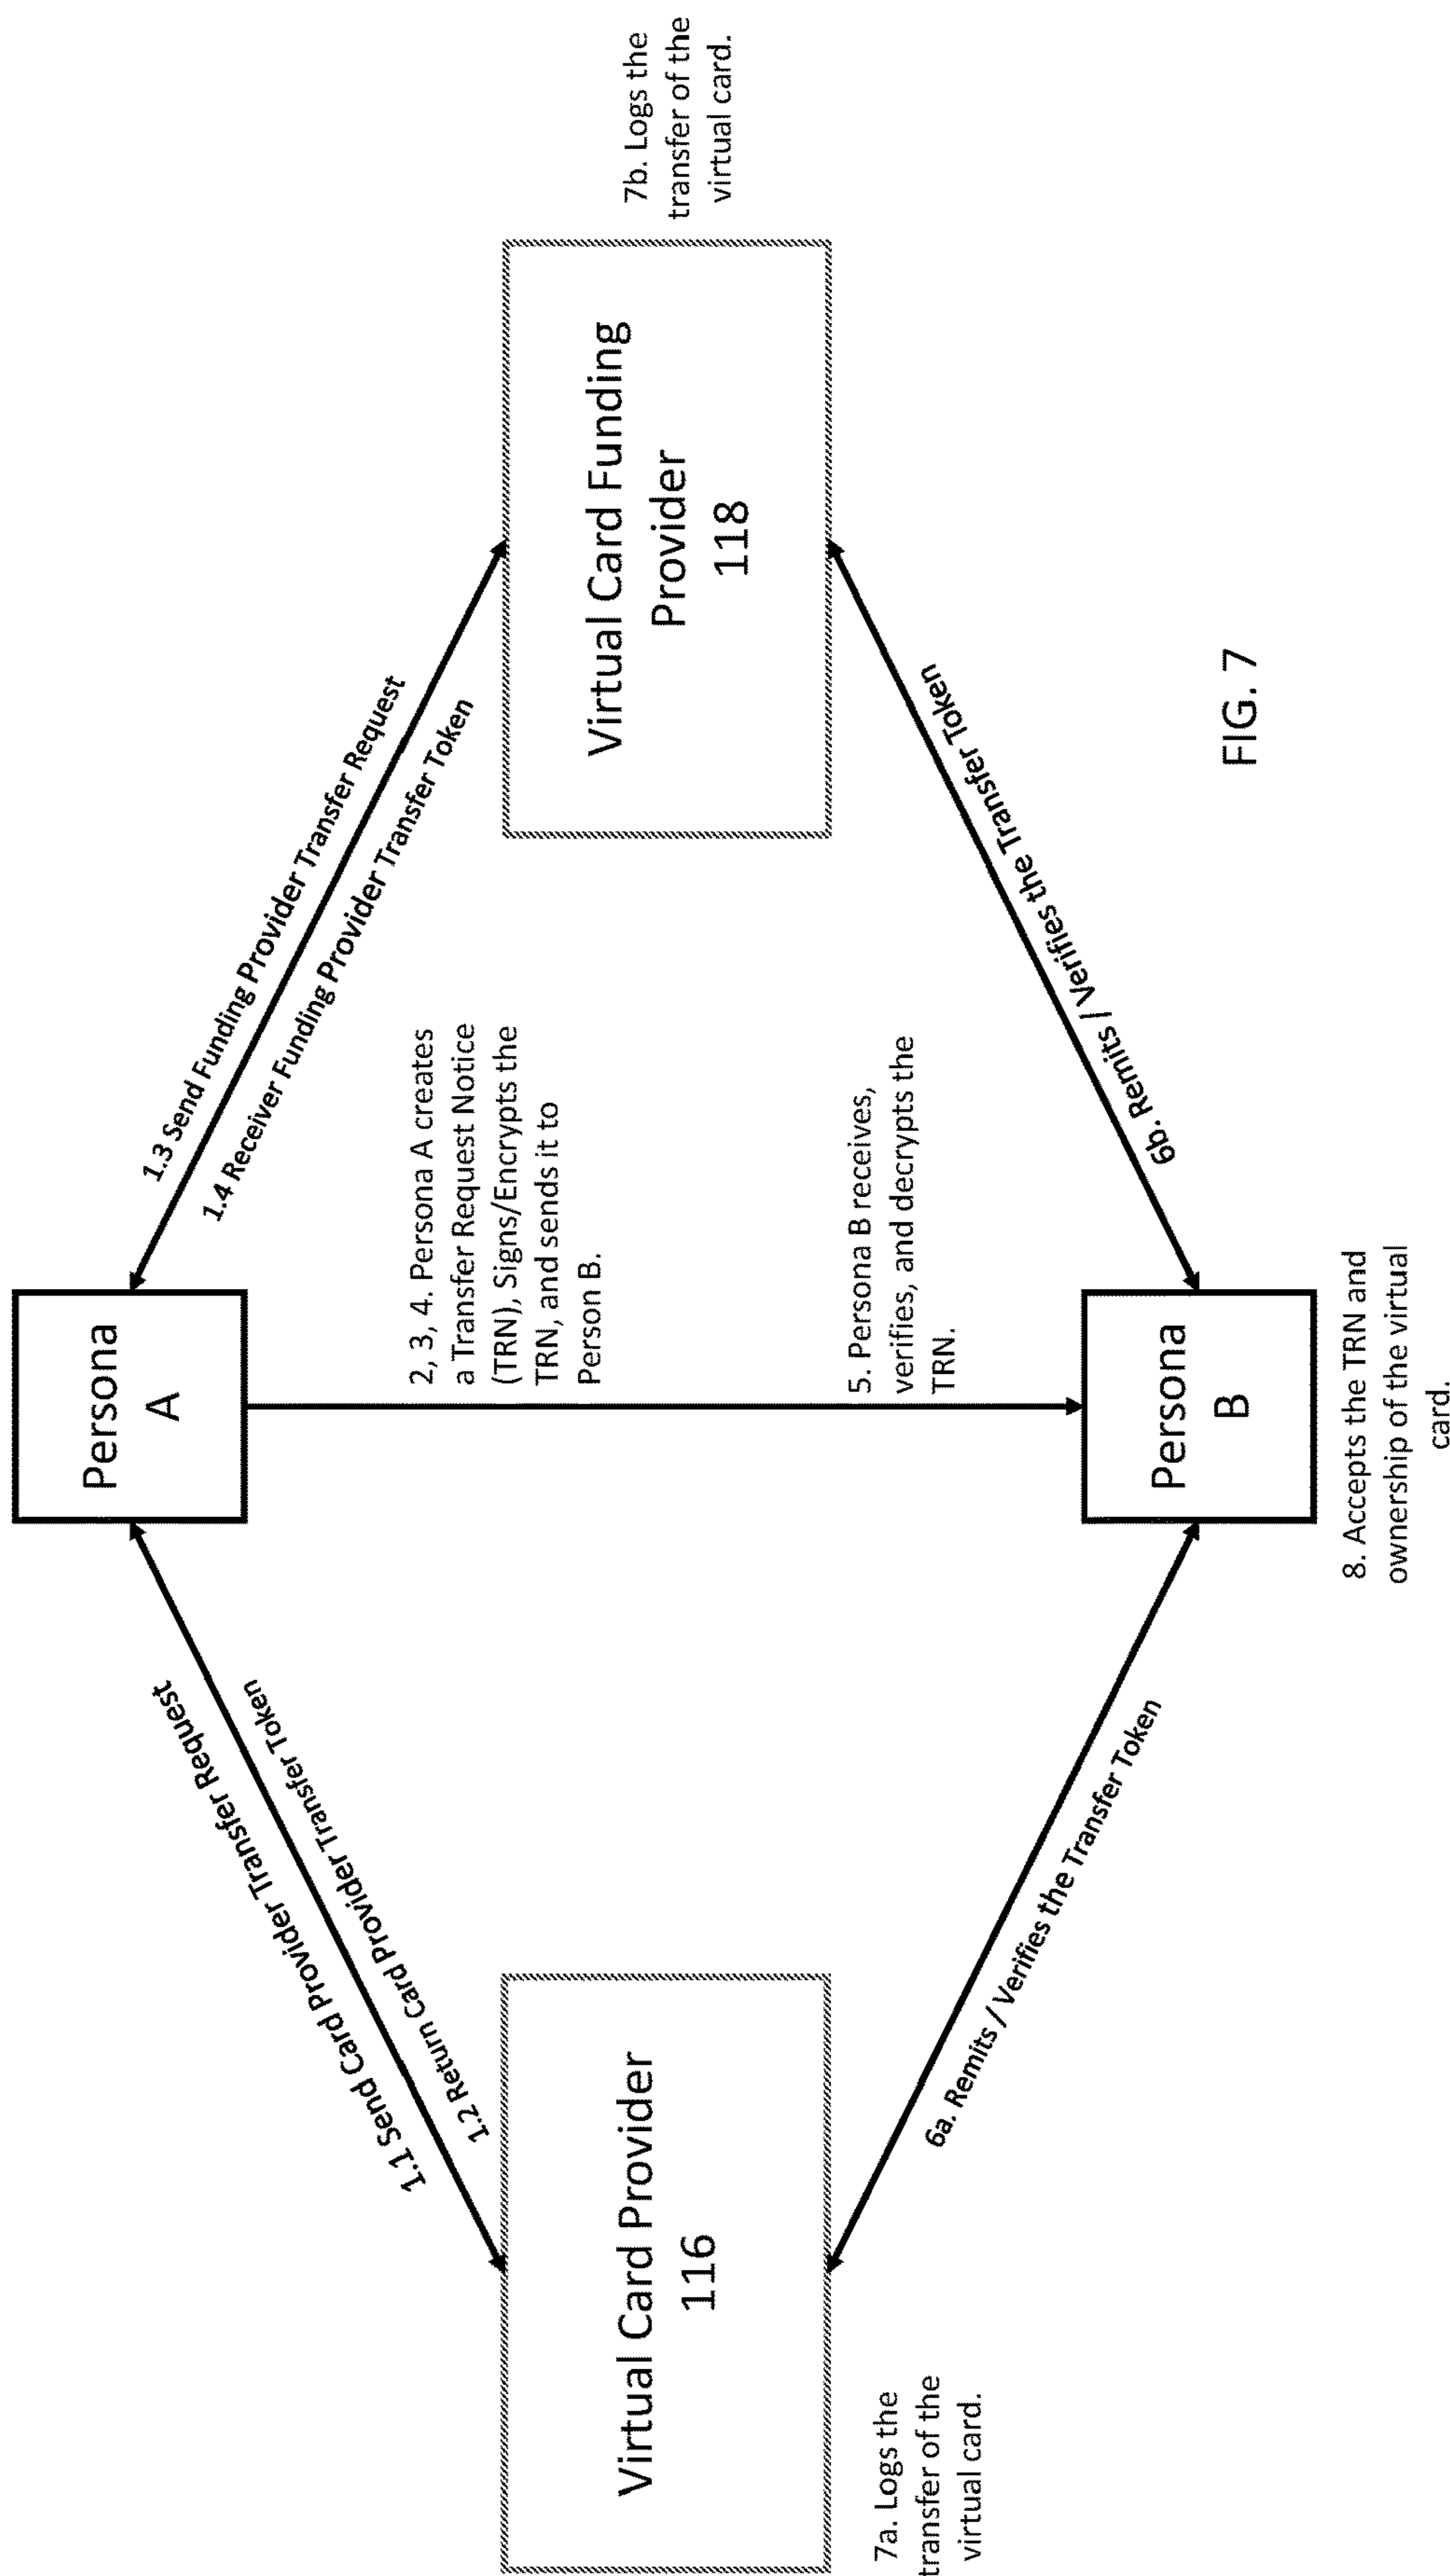 Persona
A
1.1 Send Card Provider Transfer Request
1.2 Return Card Provider Transfer Token
1.3 Send Funding Provider Transfer Request
1.4 Receiver Funding Provider Transfer Token
2, 3, 4. Persona A creates
a Transfer Request Notice
(TRN), Signs/Encrypts the
TRN, and sends it to
Person B.
Virtual Card Provider
116
Virtual Card Funding
Provider
118
7b. Logs the
transfer of the
virtual card.
7a. Logs the
transfer of the
virtual card.
5. Persona B receives,
verifies, and decrypts the
TRN.
6a. Remits / Verifies the Transfer Token
6b. Remits / Verifies the Transfer Token
Persona
B
8. Accepts the TRN and
ownership of the virtual
card.
FIG. 7